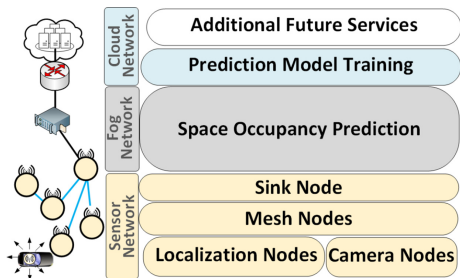 Cloud
Network
Additional Future Services
Prediction Model Training
Fog
Network
Space Occupancy Prediction
Sensor
Network
Sink Node
Mesh Nodes
Localization Nodes
Camera Nodes